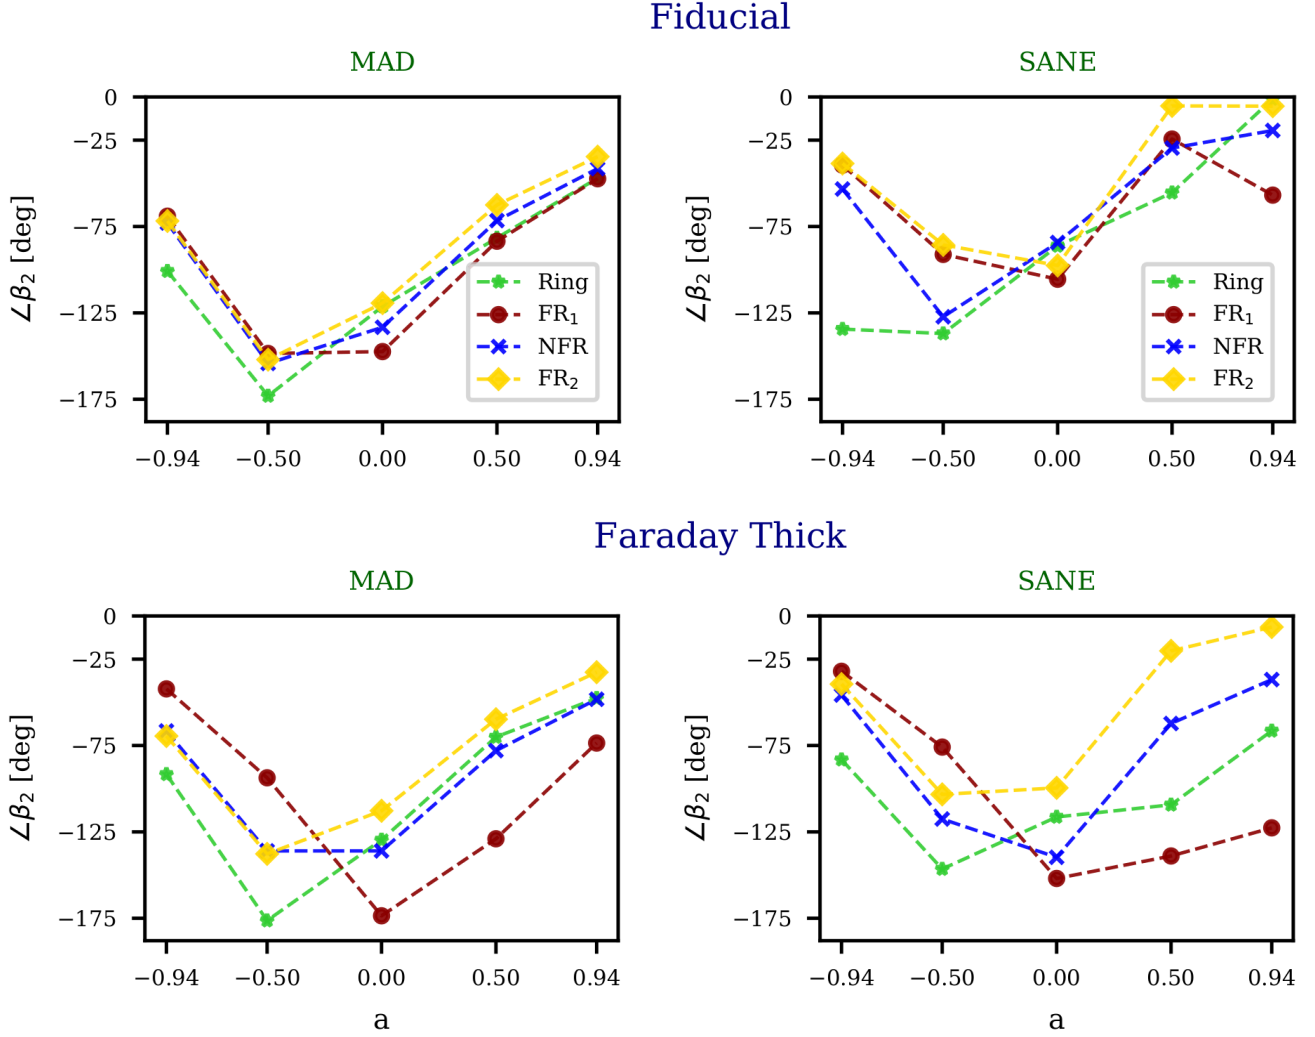 Fiducial
MAD
SANE
0
−25
−75
−125
−175
∠β₂ [deg]
−0.94
−0.50
0.00
0.50
0.94
Ring
FR₁
NFR
FR₂
0
−25
−75
−125
−175
∠β₂ [deg]
−0.94
−0.50
0.00
0.50
0.94
Ring
FR₁
NFR
FR₂
Faraday Thick
MAD
SANE
0
−25
−75
−125
−175
∠β₂ [deg]
−0.94
−0.50
0.00
0.50
0.94
a
0
−25
−75
−125
−175
∠β₂ [deg]
−0.94
−0.50
0.00
0.50
0.94
a